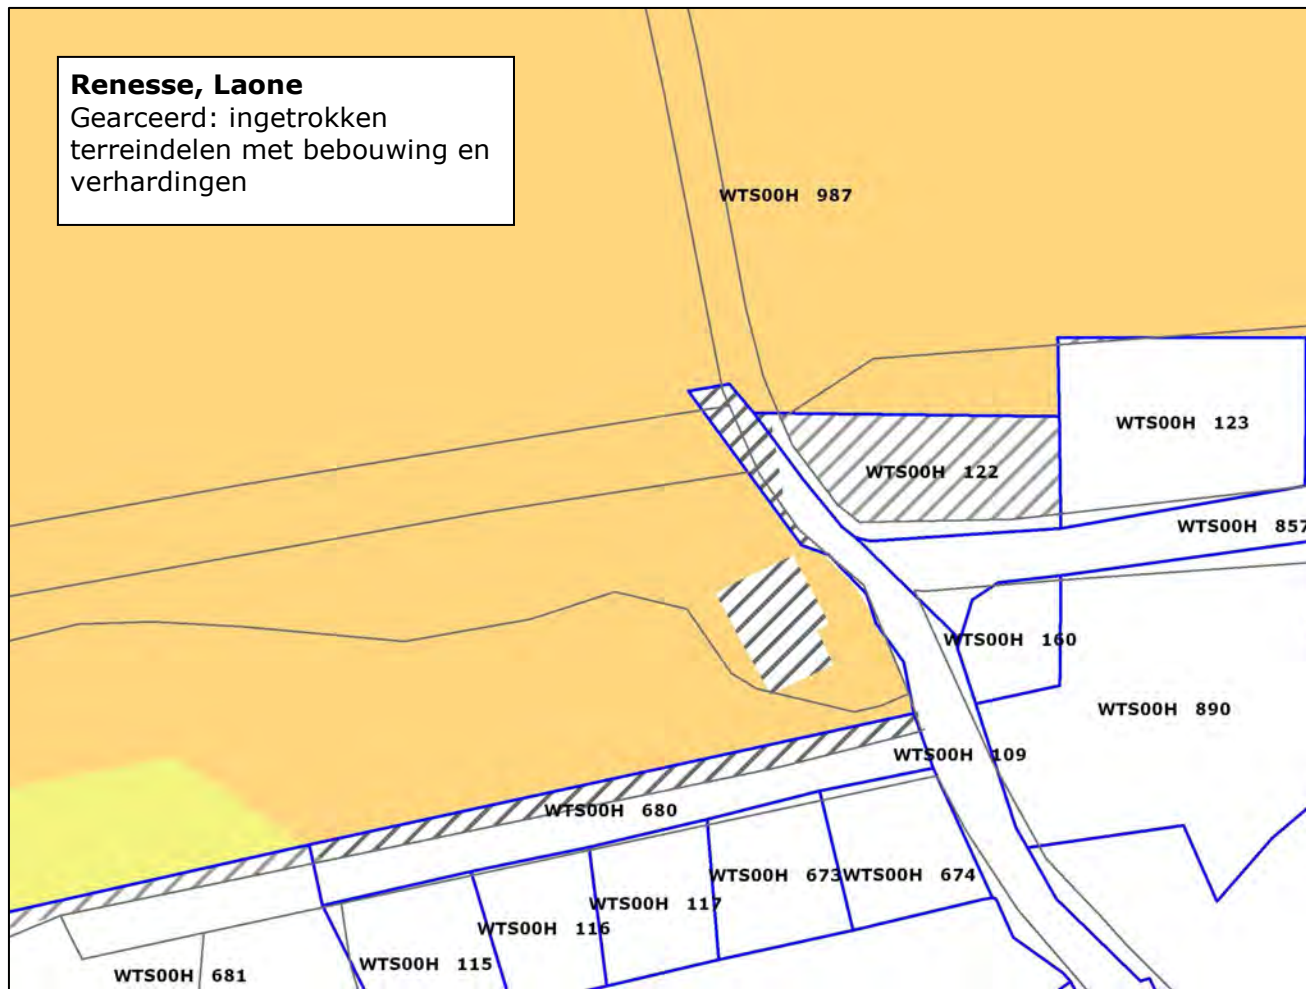 Renesse, Laone
Gearceerd: ingetrokken
terreindelen met bebouwing en
verhardingen
WTS00H 987
WTS00H 123
WTS00H 122
WTS00H 857
WTS00H 160
WTS00H 890
WTS00H 109
WTS00H 680
WTS00H 673
WTS00H 674
WTS00H 117
WTS00H 116
WTS00H 115
WTS00H 681